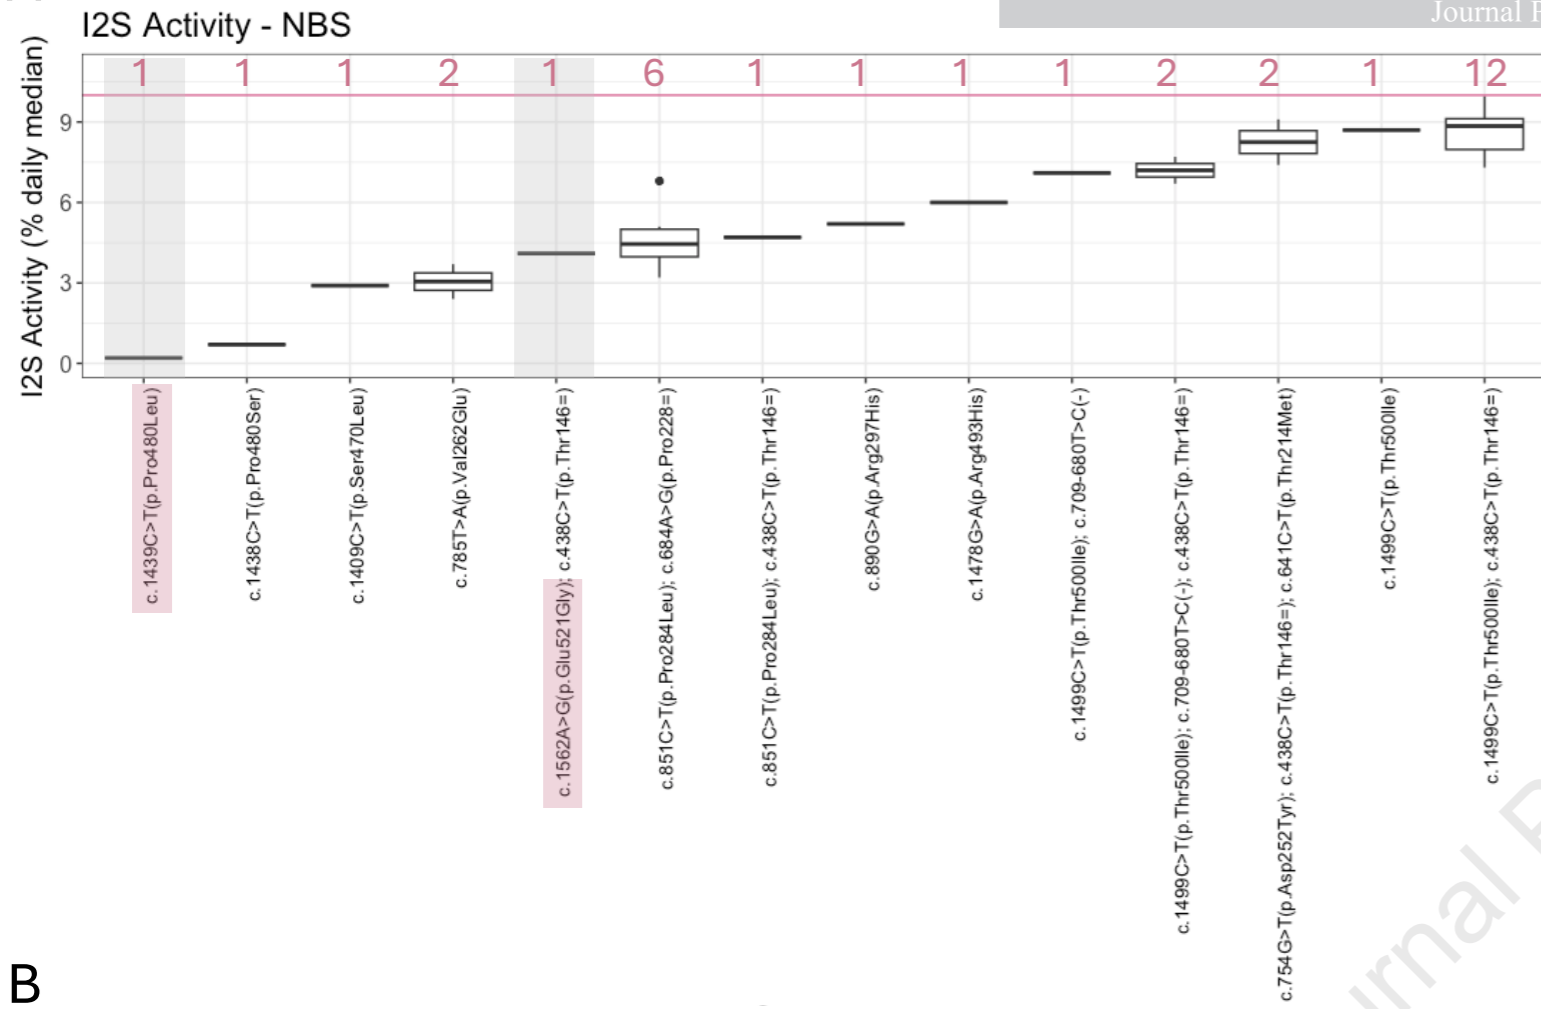 Journal
I2S Activity - NBS
I2S Activity (% daily median)
1 1 1 2 1 6 1 1 1 1 2 2 1 12
9
6
3
0
c.1439C>T(p.Pro480Leu)
c.1438C>T(p.Pro480Ser)
c.1409C>T(p.Ser470Leu)
c.785T>A(p.Val262Glu)
c.1562A>G(p.Glu521Gly); c.438C>T(p.Thr146=)
c.851C>T(p.Pro284Leu); c.684A>G(p.Pro228=)
c.851C>T(p.Pro284Leu); c.438C>T(p.Thr146=)
c.890G>A(p.Arg297His)
c.1478G>A(p.Arg493His)
c.1499C>T(p.Thr500Ile); c.709-680T>C(-)
c.1499C>T(p.Thr500Ile); c.709-680T>C(-); c.438C>T(p.Thr146=)
c.754G>T(p.Asp252Tyr); c.438C>T(p.Thr146=); c.641C>T(p.Thr214Met)
c.1499C>T(p.Thr500Ile)
c.1499C>T(p.Thr500Ile); c.438C>T(p.Thr146=)
B